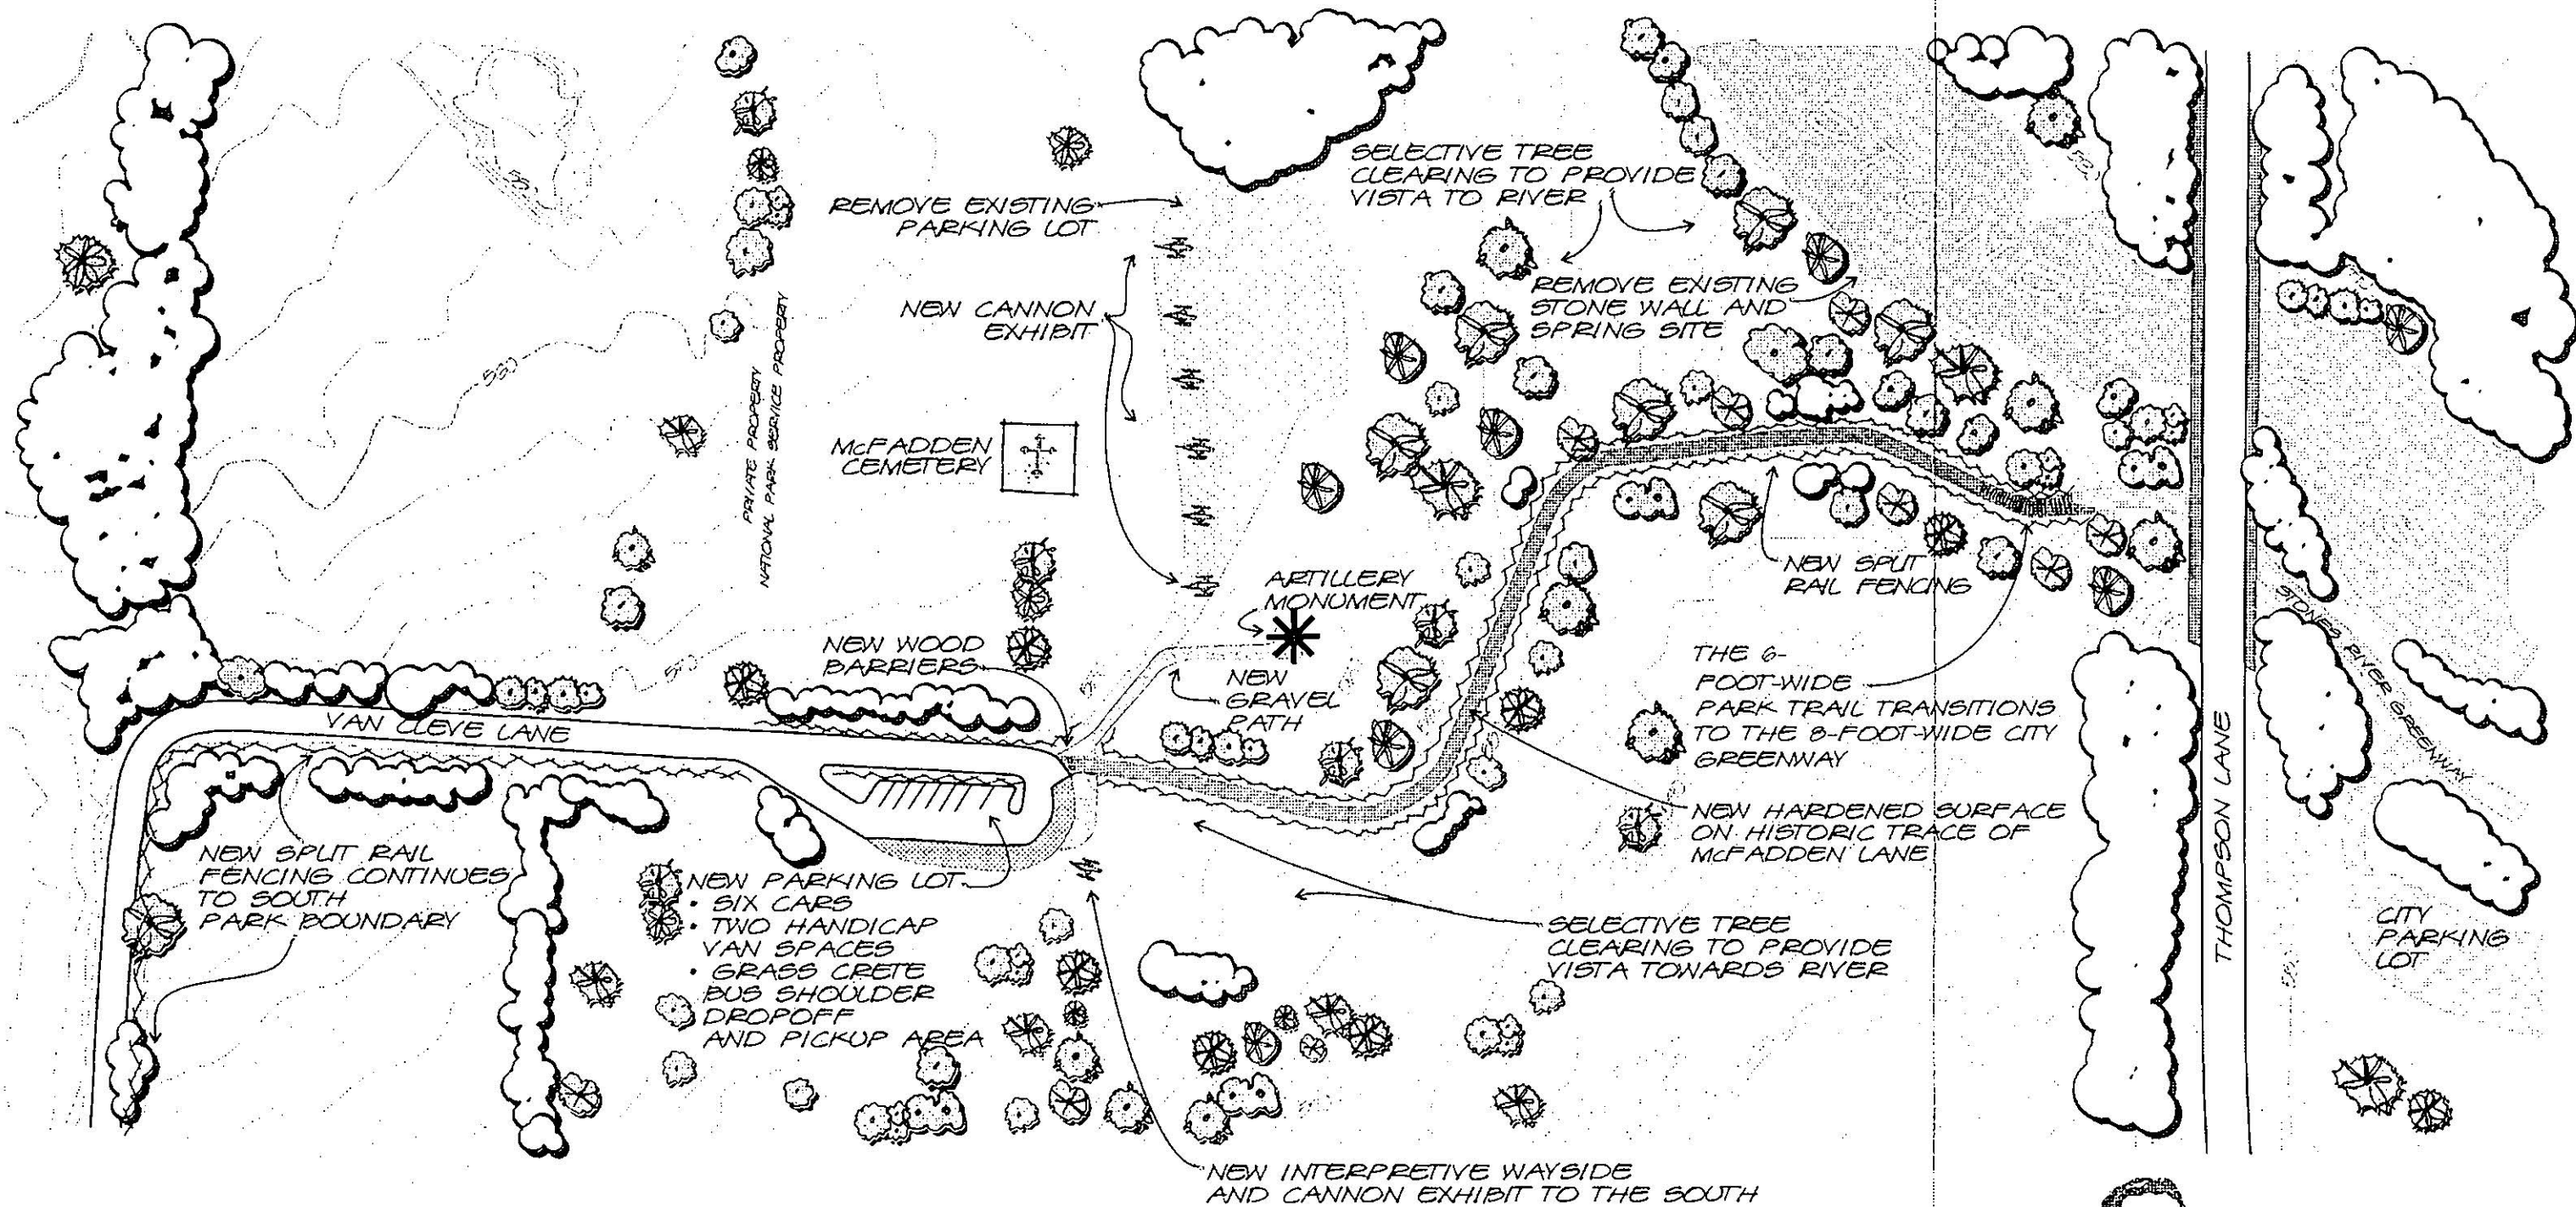 SELECTIVE TREE
CLEARING TO PROVIDE
VISTA TO RIVER
REMOVE EXISTING
PARKING LOT
NEW CANNON
EXHIBIT
REMOVE EXISTING
STONE WALL AND
SPRING SITE
PRIVATE PROPERTY
NATIONAL PARK SERVICE PROPERTY
McFADDEN
CEMETERY
ARTILLERY
MONUMENT
NEW SPLIT
RAIL FENCING
NEW WOOD
BARRIERS
NEW
GRAVEL
PATH
THE 6-
FOOT-WIDE
PARK TRAIL TRANSITIONS
TO THE 8-FOOT-WIDE CITY
GREENWAY
STONES RIVER GREENWAY
VAN CLEVE LANE
THOMPSON LANE
NEW HARDENED SURFACE
ON HISTORIC TRACE OF
McFADDEN LANE
NEW SPLIT RAIL
FENCING CONTINUES
TO SOUTH
PARK BOUNDARY
NEW PARKING LOT
• SIX CARS
• TWO HANDICAP
VAN SPACES
• GRASS CRETE
BUS SHOULDER
DROPOFF
AND PICKUP AREA
SELECTIVE TREE
CLEARING TO PROVIDE
VISTA TOWARDS RIVER
CITY
PARKING
LOT
NEW INTERPRETIVE WAYSIDE
AND CANNON EXHIBIT TO THE SOUTH